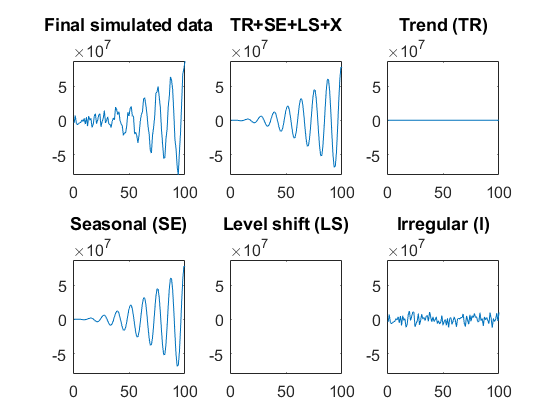 Final simulated data TR+SE+LS+X Trend (TR)
×10^7 ×10^7 ×10^7
5 5 5
0 0 0
-5 -5 -5
0 50 100 0 50 100 0 50 100
Seasonal (SE) Level shift (LS) Irregular (I)
×10^7 ×10^7 ×10^7
5 5 5
0 0 0
-5 -5 -5
0 50 100 0 50 100 0 50 100